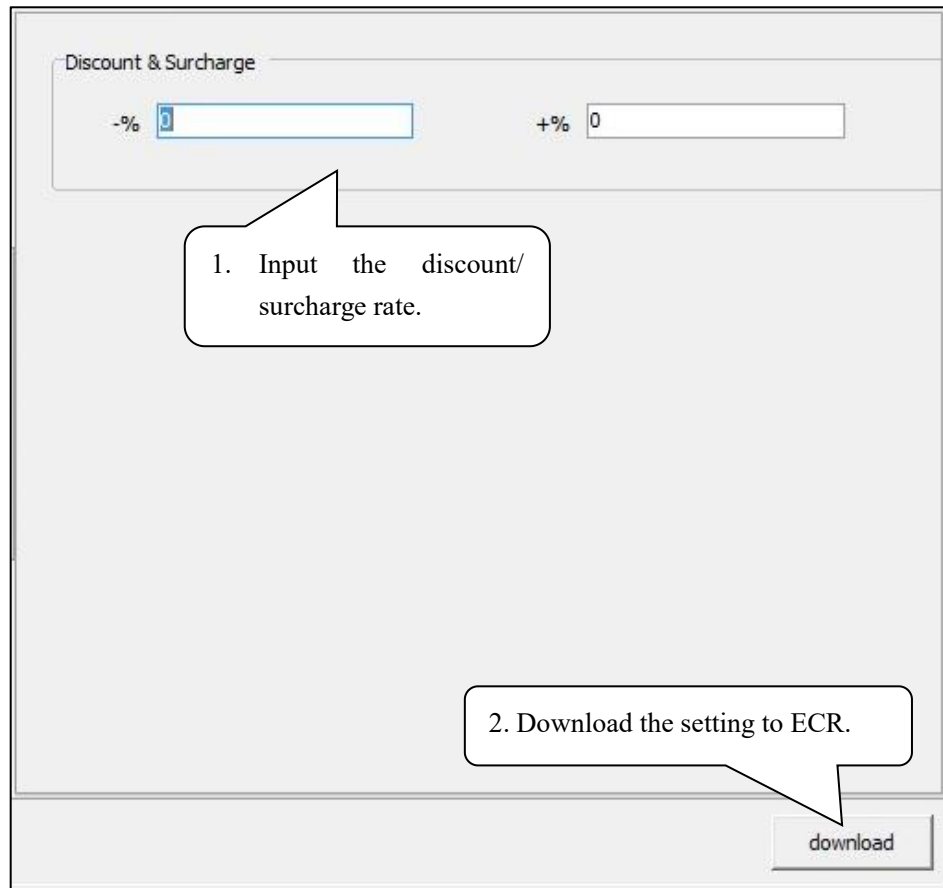 Discount & Surcharge
-% 0 +% 0
1. Input the discount/
surcharge rate.
2. Download the setting to ECR.
download